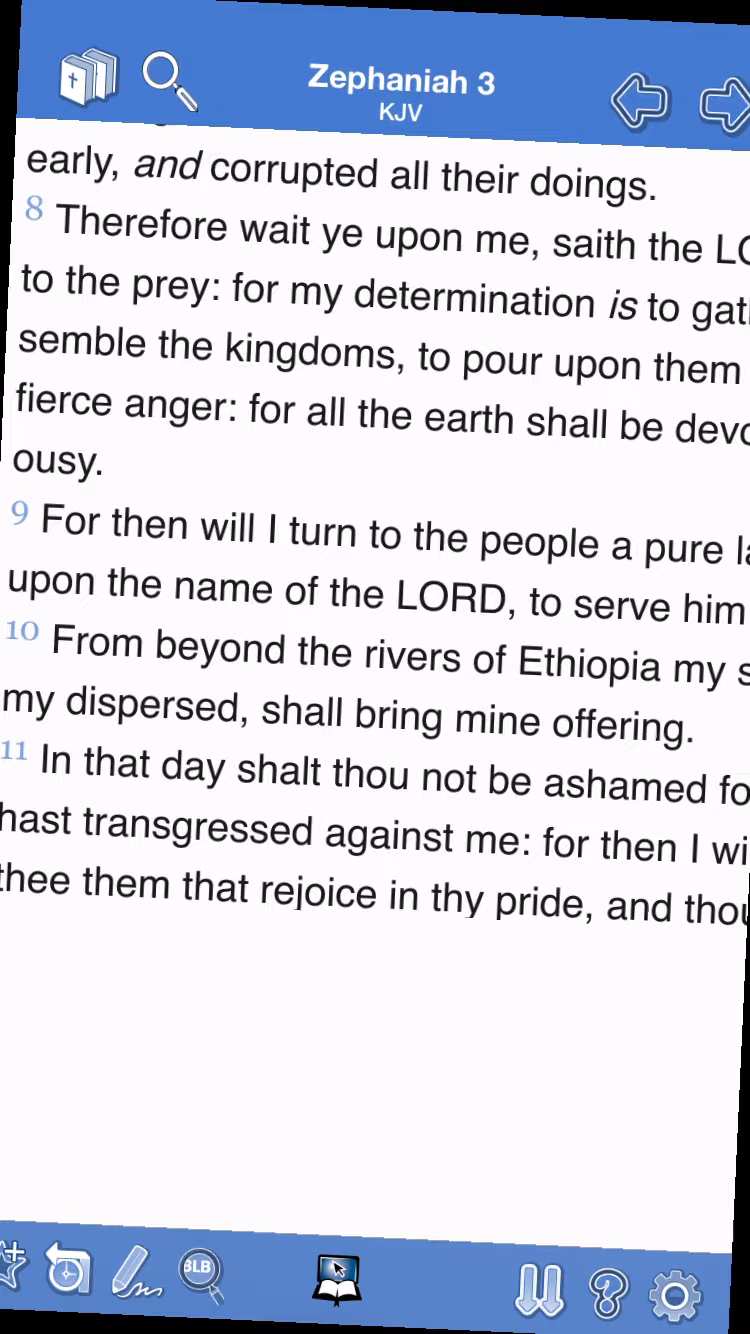 Zephaniah 3
KJV
early, and corrupted all their doings.
8 Therefore wait ye upon me, saith the
to the prey: for my determination is to
semble the kingdoms, to pour upon them
fierce anger: for all the earth shall be
ousy.
9 For then will I turn to the people a pure
upon the name of the LORD, to serve him
10 From beyond the rivers of Ethiopia my
my dispersed, shall bring mine offering.
11 In that day shalt thou not be ashamed
hast transgressed against me: for then I
thee them that rejoice in thy pride, and
BLB